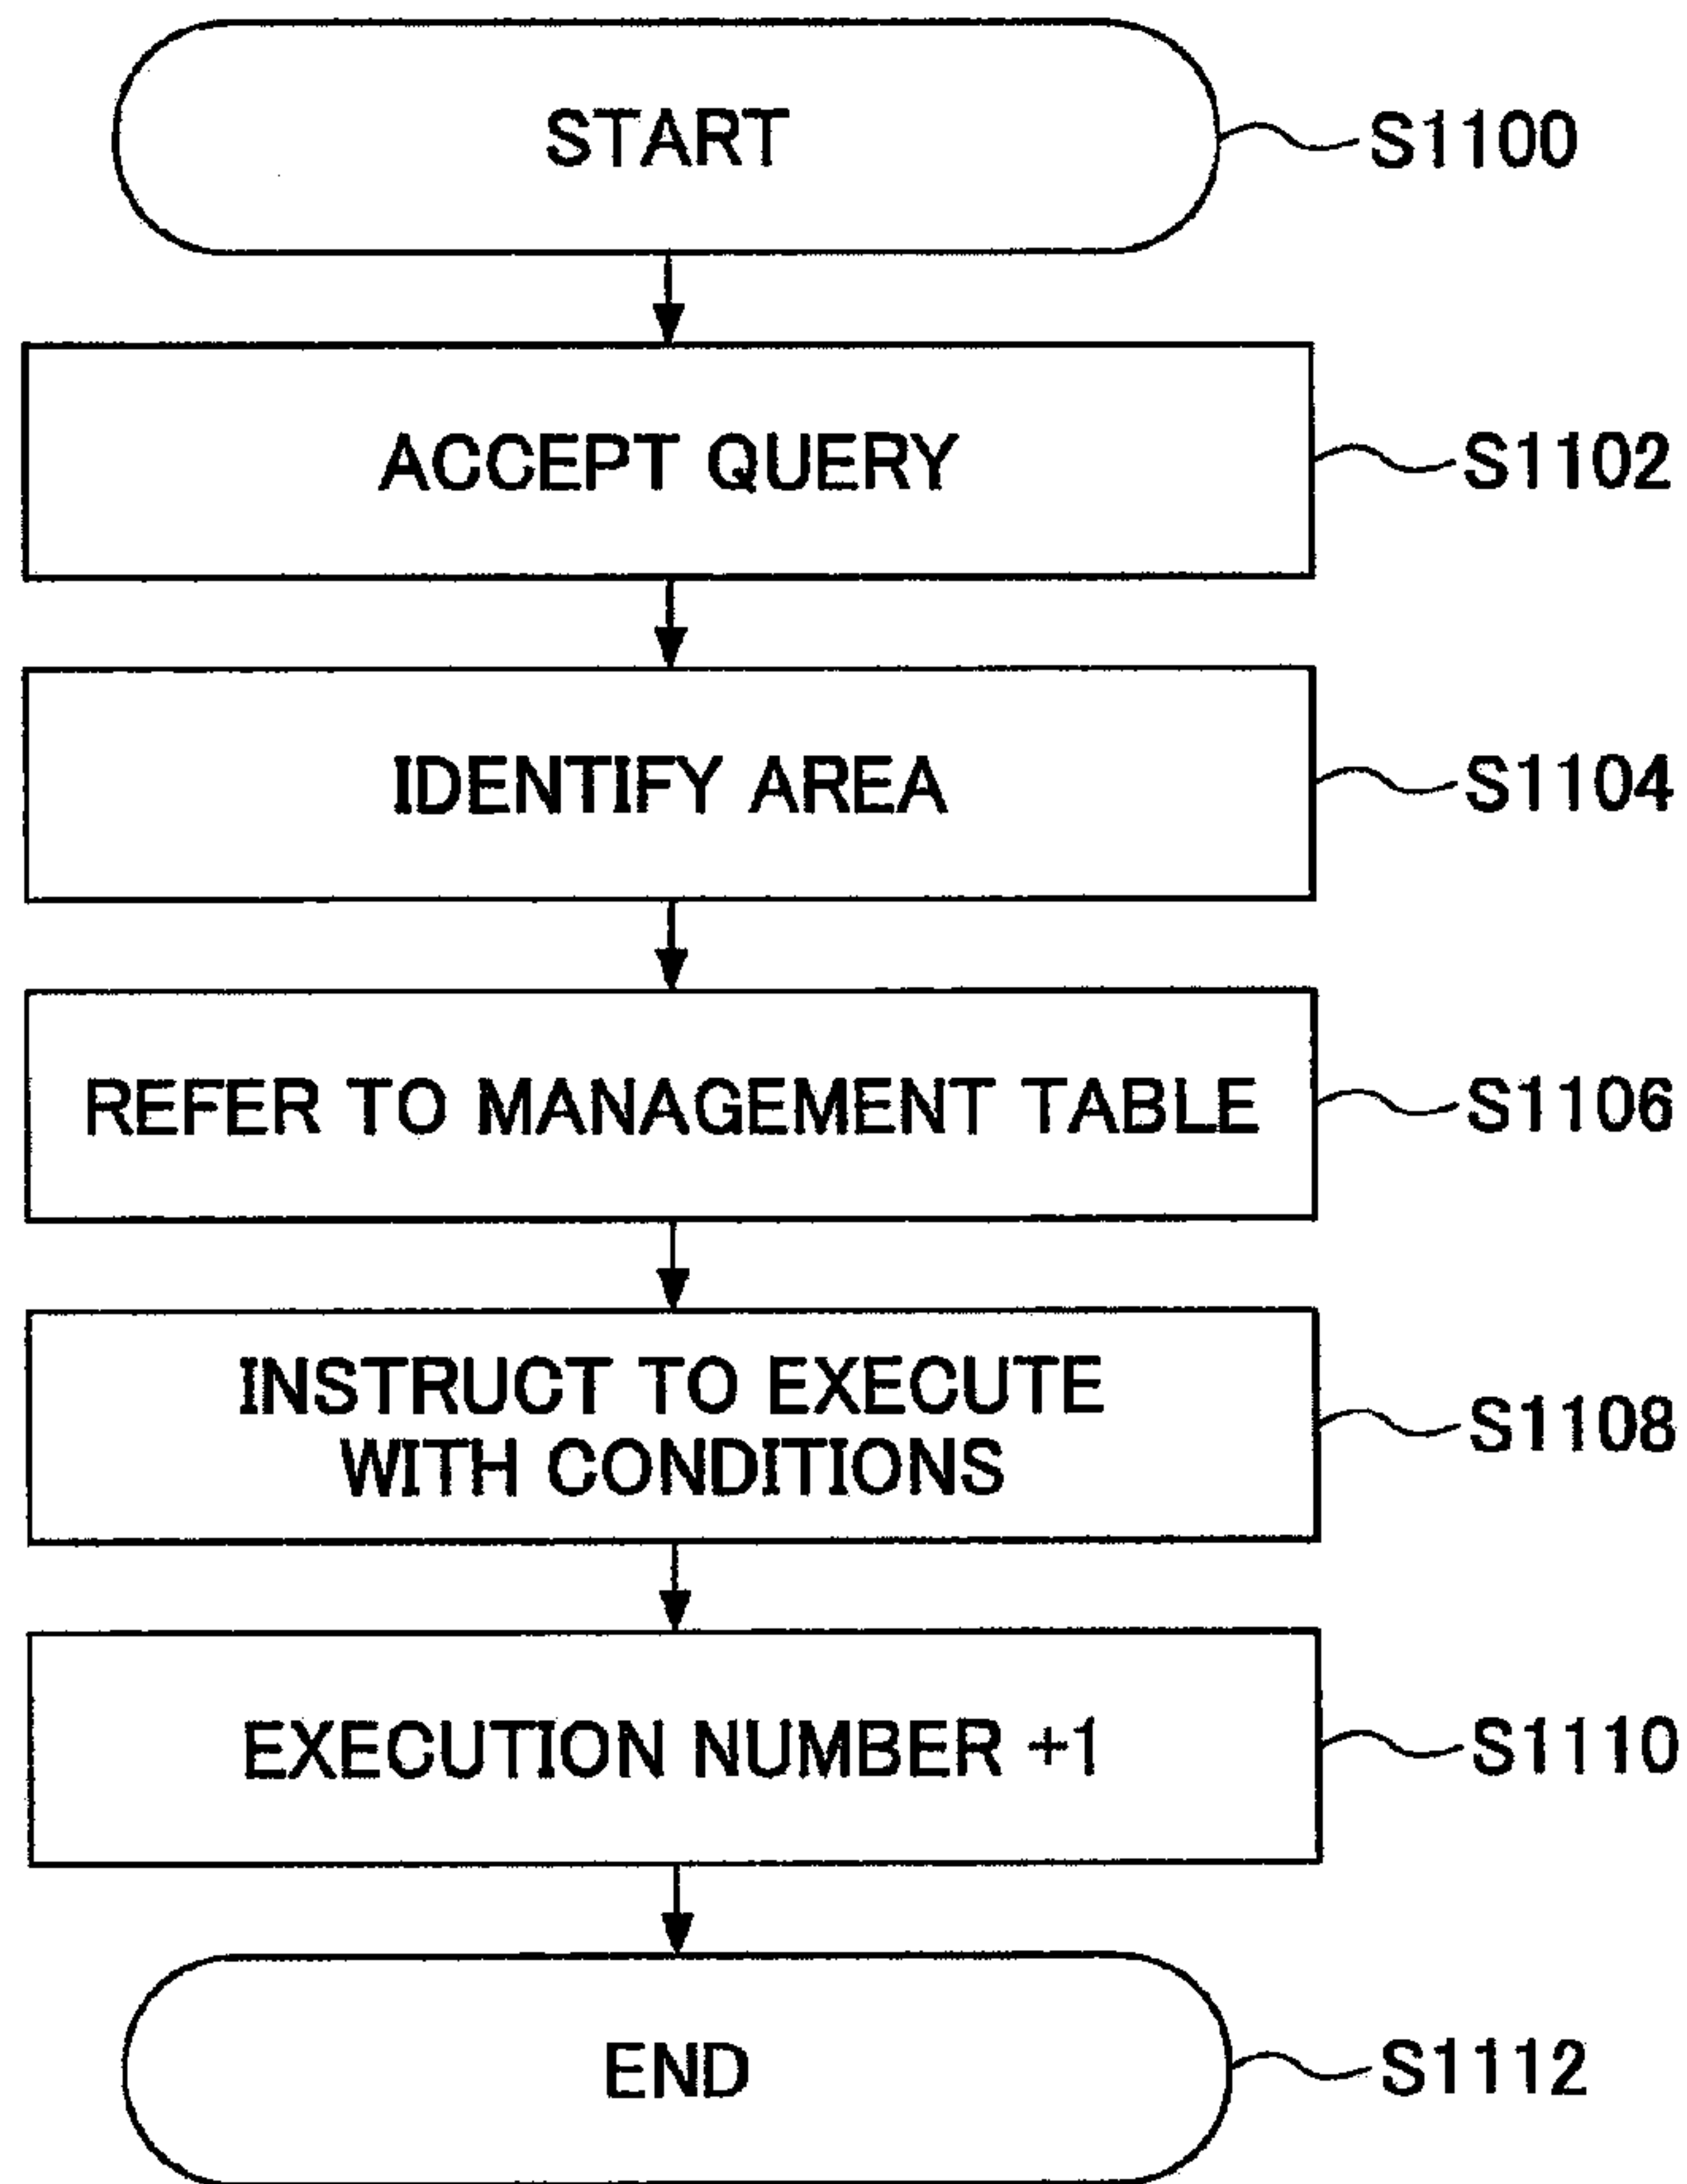 START
S1100
ACCEPT QUERY
S1102
IDENTIFY AREA
S1104
REFER TO MANAGEMENT TABLE
S1106
INSTRUCT TO EXECUTE
WITH CONDITIONS
S1108
EXECUTION NUMBER +1
S1110
END
S1112